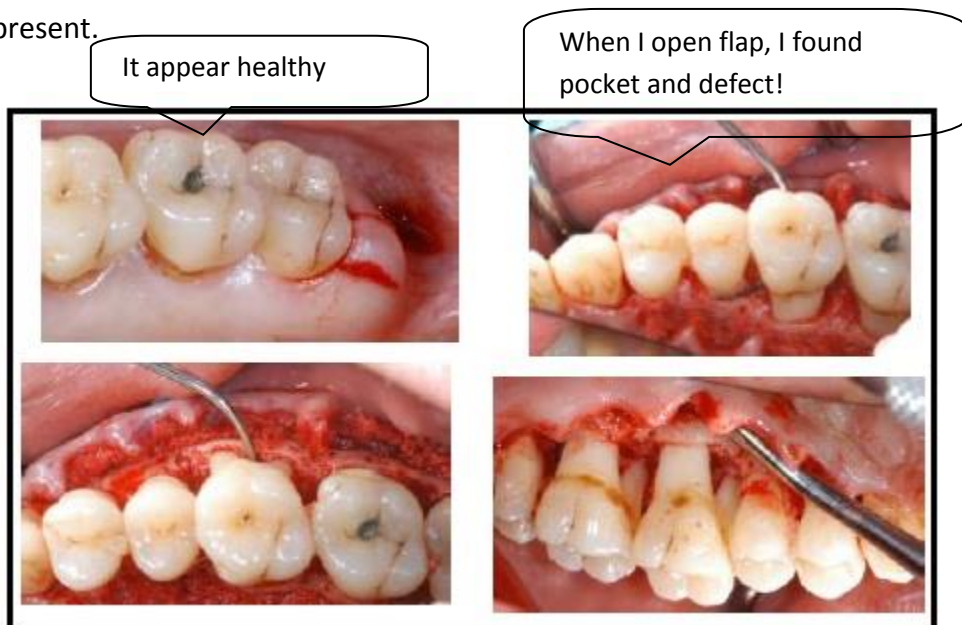 present.
It appear healthy
When I open flap, I found
pocket and defect!